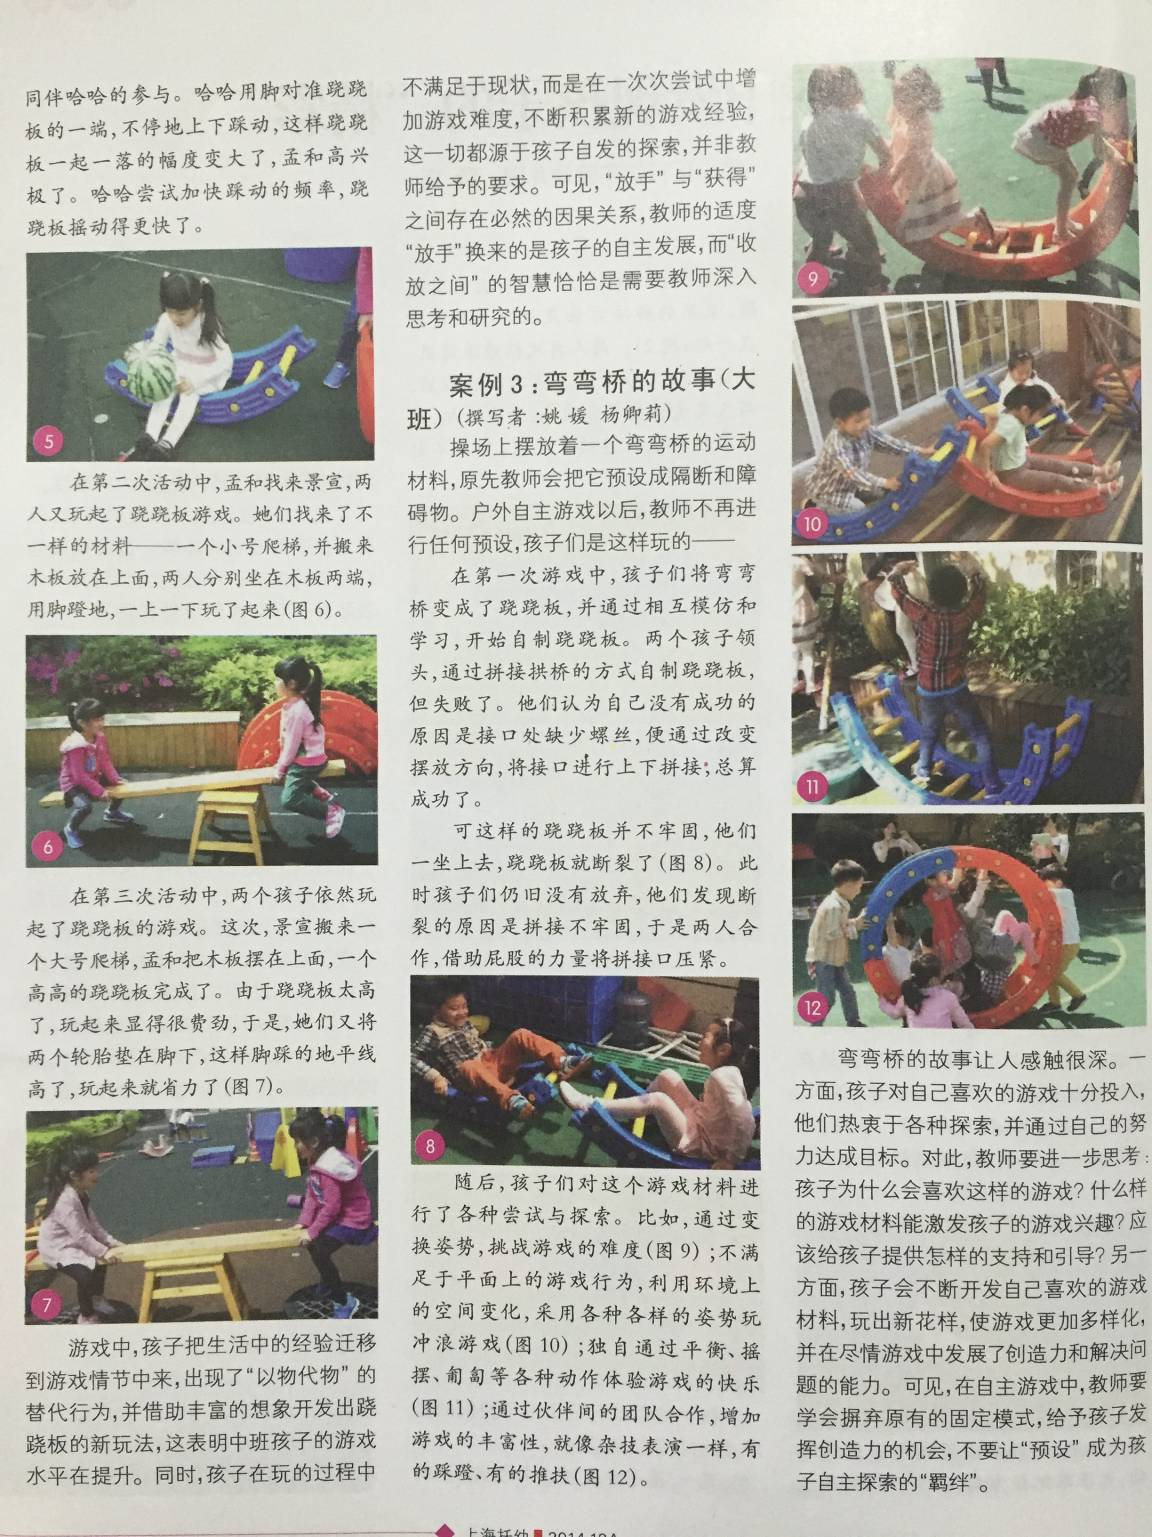 同伴哈哈的参与。哈哈用脚对准跷跷
板的一端,不停地上下踩动,这样跷跷
板一起一落的幅度变大了,孟和高兴
极了。哈哈尝试加快踩动的频率,跷
跷板摇动得更快了。
5
在第二次活动中,孟和找来景宣,两
人又玩起了跷跷板游戏。她们找来了不
一样的材料——一个小号爬梯,并搬来
木板放在上面,两人分别坐在木板两端,
用脚蹬地,一上一下玩了起来(图6)。
6
在第三次活动中,两个孩子依然玩
起了跷跷板的游戏。这次,景宣搬来一
个大号爬梯,孟和把木板摆在上面,一个
高高的跷跷板完成了。由于跷跷板太高
了,玩起来显得很费劲,于是,她们又将
两个轮胎垫在脚下,这样脚踩的地平线
高了,玩起来就省力了(图7)。
7
游戏中,孩子把生活中的经验迁移
到游戏情节中来,出现了“以物代物”的
替代行为,并借助丰富的想象开发出跷
跷板的新玩法,这表明中班孩子的游戏
水平在提升。同时,孩子在玩的过程中
不满足于现状,而是在一次次尝试中增
加游戏难度,不断积累新的游戏经验,
这一切都源于孩子自发的探索,并非教
师给予的要求。可见,“放手”与“获得”
之间存在必然的因果关系,教师的适度
“放手”换来的是孩子的自主发展,而“收
放之间”的智慧恰恰是需要教师深入
思考和研究的。
案例3:弯弯桥的故事(大
班)(撰写者:姚媛 杨卿莉)
操场上摆放着一个弯弯桥的运动
材料,原先教师会把它预设成隔断和障
碍物。户外自主游戏以后,教师不再进
行任何预设,孩子们是这样玩的——
在第一次游戏中,孩子们将弯弯
桥变成了跷跷板,并通过相互模仿和
学习,开始自制跷跷板。两个孩子领
头,通过拼接拱桥的方式自制跷跷板,
但失败了。他们认为自己没有成功的
原因是接口处缺少螺丝,便通过改变
摆放方向,将接口进行上下拼接;总算
成功了。
可这样的跷跷板并不牢固,他们
一坐上去,跷跷板就断裂了(图8)。此
时孩子们仍旧没有放弃,他们发现断
裂的原因是拼接不牢固,于是两人合
作,借助屁股的力量将拼接口压紧。
8
随后,孩子们对这个游戏材料进
行了各种尝试与探索。比如,通过变
换姿势,挑战游戏的难度(图9);不满
足于平面上的游戏行为,利用环境上
的空间变化,采用各种各样的姿势玩
冲浪游戏(图10);独自通过平衡、摇
摆、匍匐等各种动作体验游戏的快乐
(图11);通过伙伴间的团队合作,增加
游戏的丰富性,就像杂技表演一样,有
的踩蹬、有的推扶(图12)。
9
10
11
12
弯弯桥的故事让人感触很深。一
方面,孩子对自己喜欢的游戏十分投入,
他们热衷于各种探索,并通过自己的努
力达成目标。对此,教师要进一步思考:
孩子为什么会喜欢这样的游戏?什么样
的游戏材料能激发孩子的游戏兴趣?应
该给孩子提供怎样的支持和引导?另一
方面,孩子会不断开发自己喜欢的游戏
材料,玩出新花样,使游戏更加多样化,
并在尽情游戏中发展了创造力和解决问
题的能力。可见,在自主游戏中,教师要
学会摒弃原有的固定模式,给予孩子发
挥创造力的机会,不要让“预设”成为孩
子自主探索的“羁绊”。
上海托幼 2014.12A